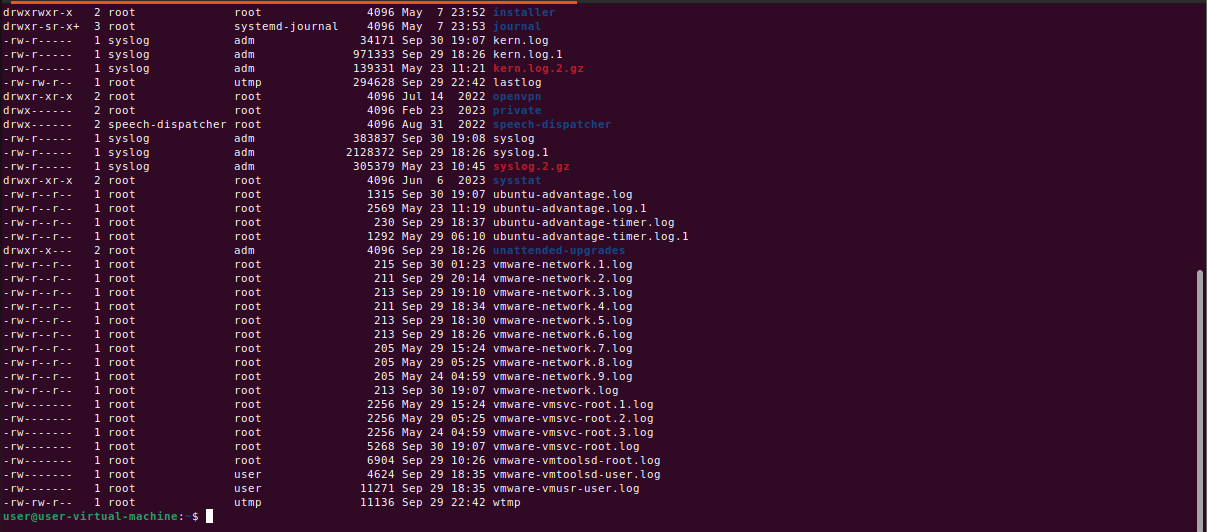 drwxrwxr-x   2 root              root                4096 May  7 23:52 installer
drwxr-sr-x+  3 root              systemd-journal    4096 May  7 23:53 journal
-rw-r-----   1 syslog            adm                34171 Sep 30 19:07 kern.log
-rw-r-----   1 syslog            adm               971333 Sep 29 18:26 kern.log.1
-rw-r-----   1 syslog            adm               139331 May 23 11:21 kern.log.2.gz
-rw-rw-r--   1 root              utmp              294628 Sep 29 22:42 lastlog
drwxr-xr-x   2 root              root                4096 Jul 14  2022 openvpn
drwx------   2 root              root                4096 Feb 23  2023 private
drwx------   2 speech-dispatcher root                4096 Aug 31  2022 speech-dispatcher
-rw-r-----   1 syslog            adm               383837 Sep 30 19:08 syslog
-rw-r-----   1 syslog            adm              2128372 Sep 29 18:26 syslog.1
-rw-r-----   1 syslog            adm               305379 May 23 10:45 syslog.2.gz
drwxr-xr-x   2 root              root                4096 Jun  6  2023 sysstat
-rw-r--r--   1 root              root                1315 Sep 30 19:07 ubuntu-advantage.log
-rw-r--r--   1 root              root                2569 May 23 11:19 ubuntu-advantage.log.1
-rw-r--r--   1 root              root                 230 Sep 29 18:37 ubuntu-advantage-timer.log
-rw-r--r--   1 root              root                1292 May 29 06:10 ubuntu-advantage-timer.log.1
drwxr-x---   2 root              adm                 4096 Sep 29 18:26 unattended-upgrades
-rw-r--r--   1 root              root                 215 Sep 30 01:23 vmware-network.1.log
-rw-r--r--   1 root              root                 211 Sep 29 20:14 vmware-network.2.log
-rw-r--r--   1 root              root                 213 Sep 29 19:10 vmware-network.3.log
-rw-r--r--   1 root              root                 211 Sep 29 18:34 vmware-network.4.log
-rw-r--r--   1 root              root                 213 Sep 29 18:30 vmware-network.5.log
-rw-r--r--   1 root              root                 213 Sep 29 18:26 vmware-network.6.log
-rw-r--r--   1 root              root                 205 May 29 15:24 vmware-network.7.log
-rw-r--r--   1 root              root                 205 May 29 05:25 vmware-network.8.log
-rw-r--r--   1 root              root                 205 May 24 04:59 vmware-network.9.log
-rw-r--r--   1 root              root                 213 Sep 30 19:07 vmware-network.log
-rw-------   1 root              root                2256 May 29 15:24 vmware-vmsvc-root.1.log
-rw-------   1 root              root                2256 May 29 05:25 vmware-vmsvc-root.2.log
-rw-------   1 root              root                2256 May 24 04:59 vmware-vmsvc-root.3.log
-rw-------   1 root              root                5268 Sep 30 19:07 vmware-vmsvc-root.log
-rw-------   1 root              root                6904 Sep 29 10:26 vmware-vmtoolsd-root.log
-rw-------   1 root              user                4624 Sep 29 18:35 vmware-vmtoolsd-user.log
-rw-------   1 root              user               11271 Sep 29 18:35 vmware-vmusr-user.log
-rw-rw-r--   1 root              utmp               11136 Sep 29 22:42 wtmp
user@user-virtual-machine:~$